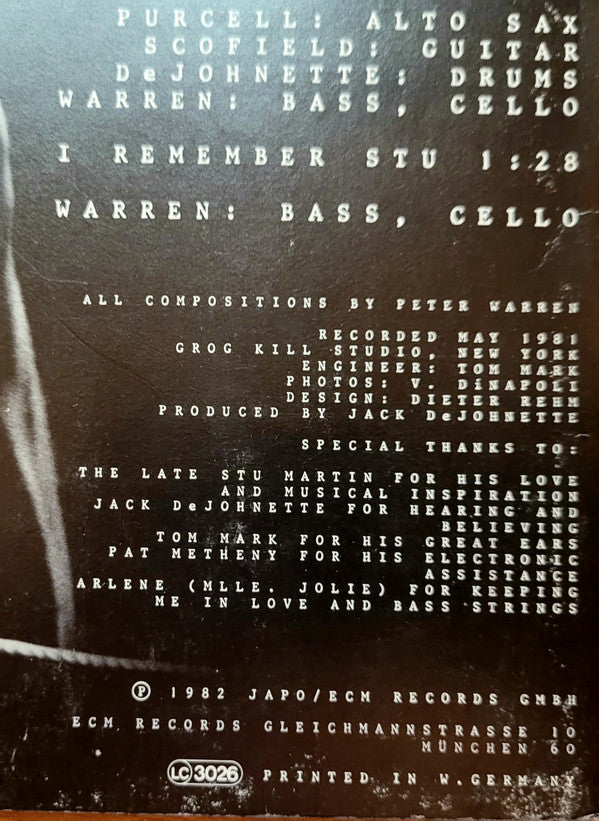 PURCELL: ALTO SAX
SCOFIELD: GUITAR
DeJOHNETTE: DRUMS
WARREN: BASS, CELLO
I REMEMBER STU 1:28
WARREN: BASS, CELLO
ALL COMPOSITIONS BY PETER WARREN
RECORDED MAY 1981
GROG KILL STUDIO, NEW YORK
ENGINEER: TOM MARK
PHOTOS: V. DiNAPOLI
DESIGN: DIETER REHM
PRODUCED BY JACK DeJOHNETTE
SPECIAL THANKS TO:
THE LATE STU MARTIN FOR HIS LOVE
AND MUSICAL INSPIRATION
JACK DeJOHNETTE FOR HEARING AND
BELIEVING
TOM MARK FOR HIS GREAT EARS
PAT METHENY FOR HIS ELECTRONIC
ASSISTANCE
ARLENE (MLLE. JOLIE) FOR KEEPING
ME IN LOVE AND BASS STRINGS
℗ 1982 JAPO/ECM RECORDS GMBH
ECM RECORDS GLEICHMANNSTRASSE 10
MÜNCHEN 60
LC 3026 PRINTED IN W.GERMANY